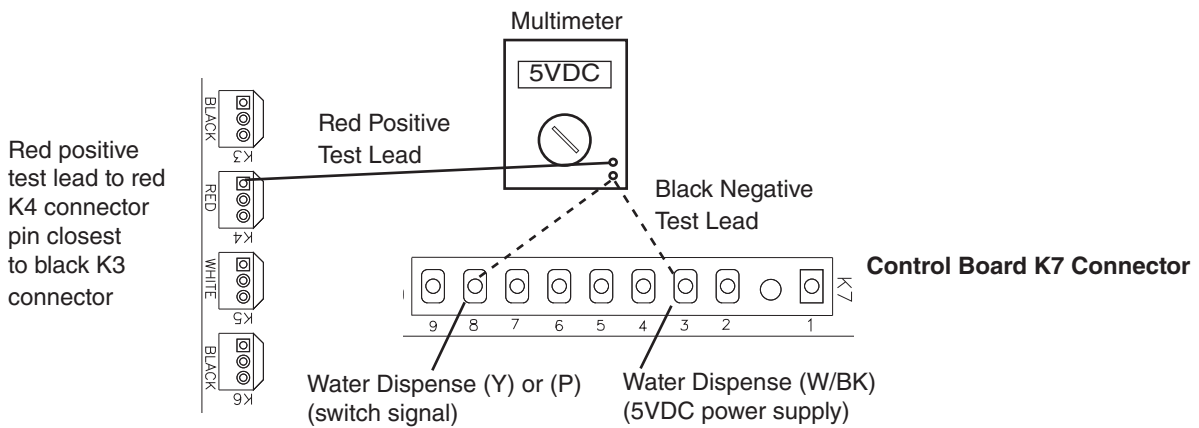 Multimeter
5VDC
Red Positive
Test Lead
Red positive
test lead to red
K4 connector
pin closest
to black K3
connector
BLACK
K3
RED
K4
WHITE
K5
BLACK
K6
Black Negative
Test Lead
Control Board K7 Connector
K7
9 8 7 6 5 4 3 2 1
Water Dispense (Y) or (P)
(switch signal)
Water Dispense (W/BK)
(5VDC power supply)